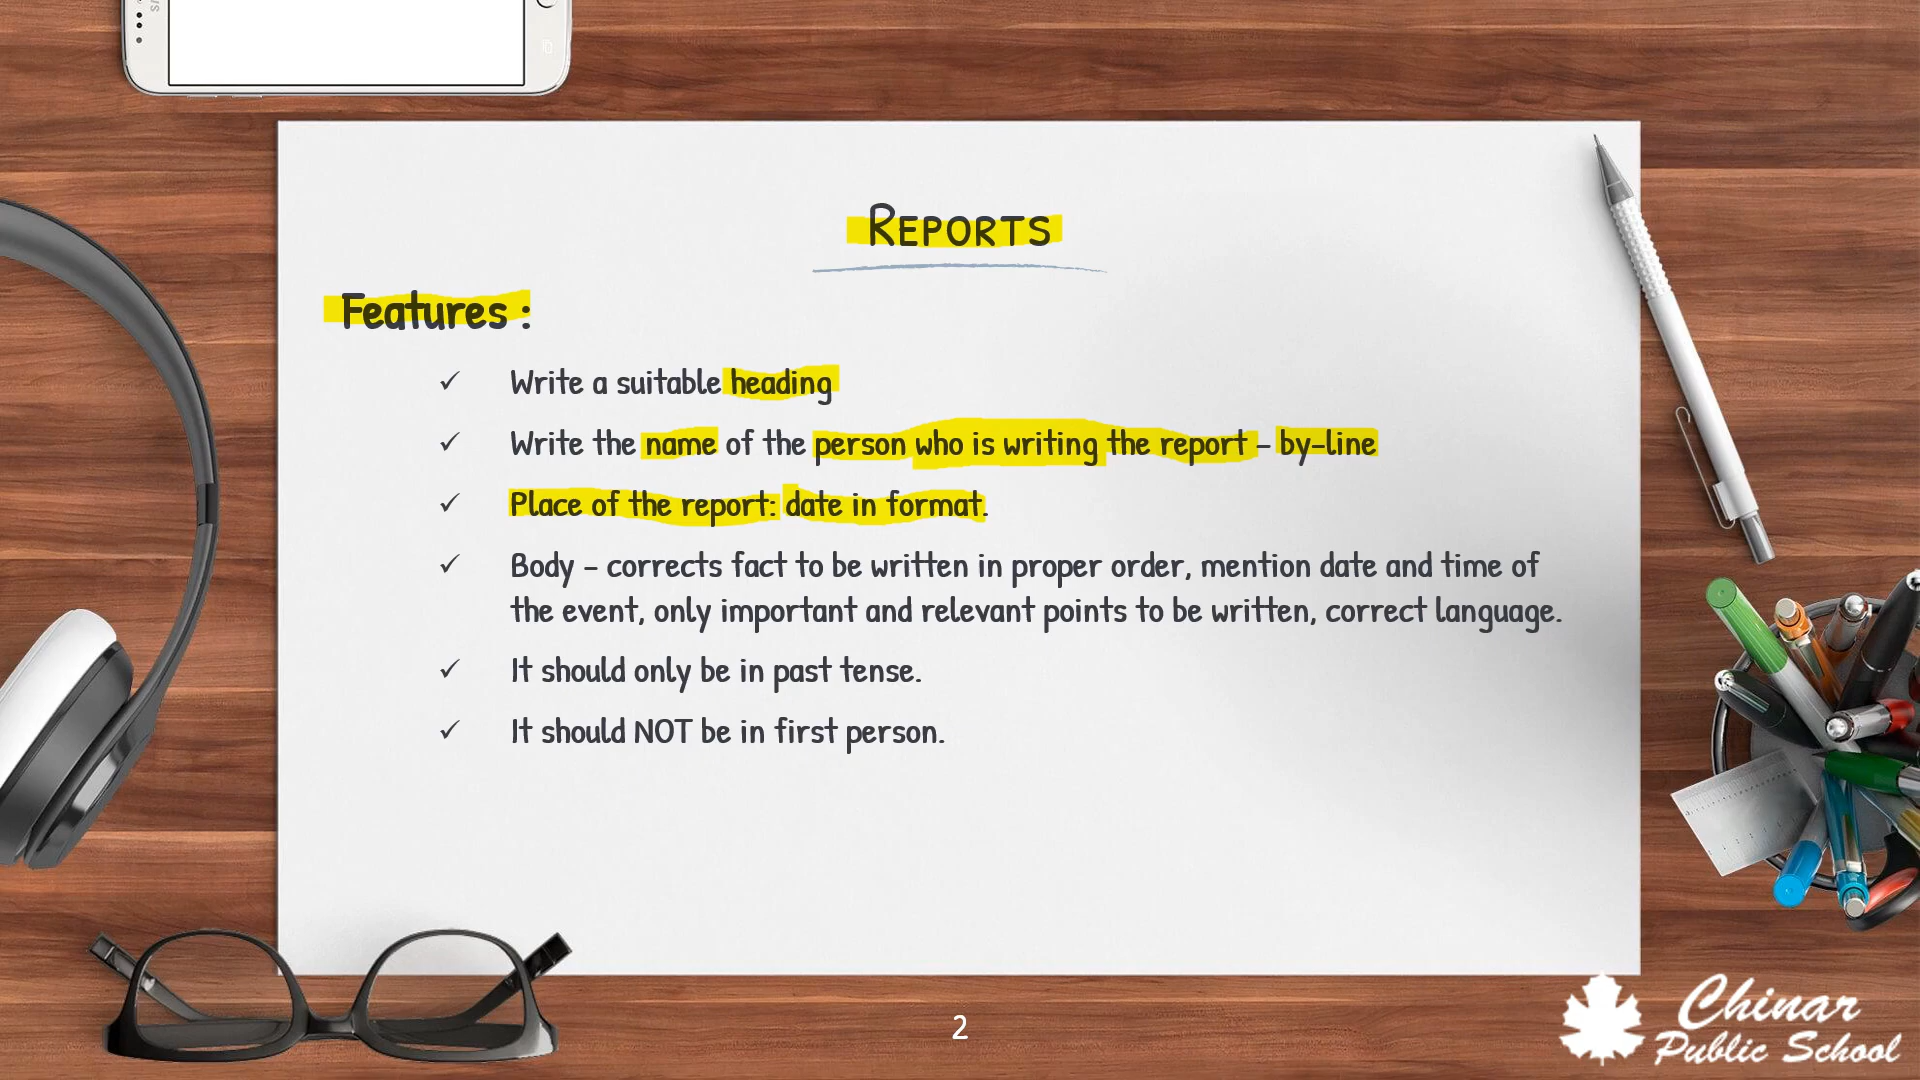 Reports
Features :
✓ Write a suitable heading
✓ Write the name of the person who is writing the report – by-line
✓ Place of the report: date in format.
✓ Body – corrects fact to be written in proper order, mention date and time of
the event, only important and relevant points to be written, correct language.
✓ It should only be in past tense.
✓ It should NOT be in first person.
2
Chinar
Public School